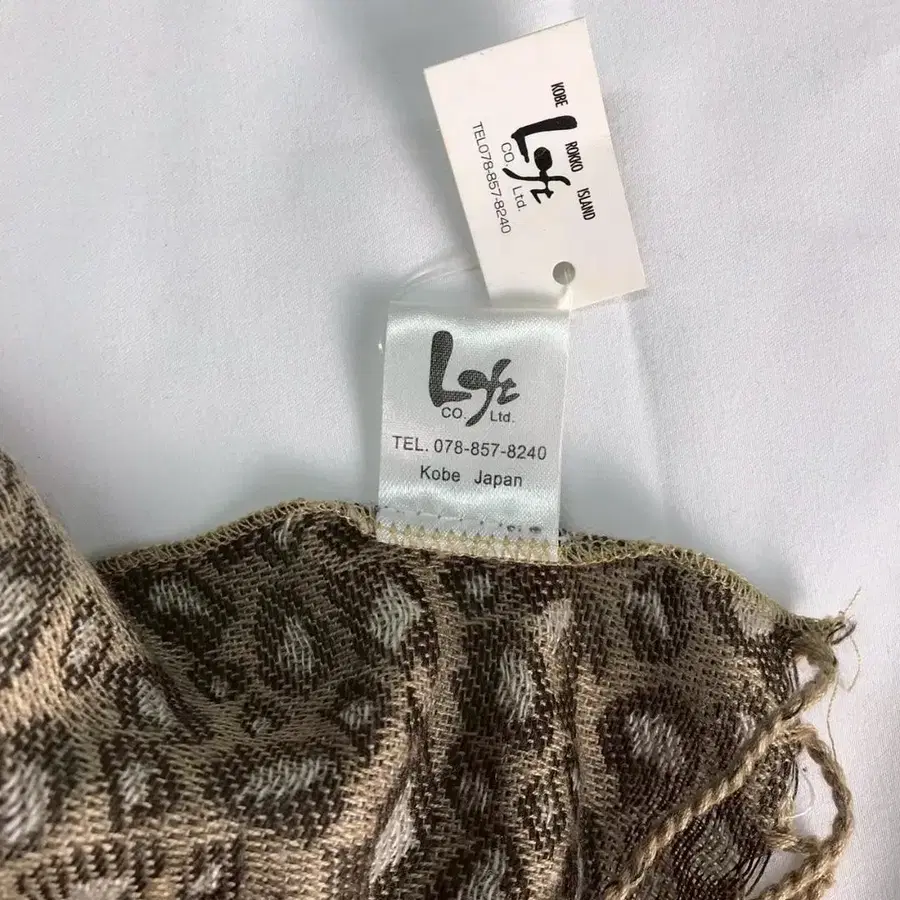 KOBE ROKKO ISLAND
Loft
CO. Ltd.
TEL078-857-8240
Loft
CO. Ltd.
TEL. 078-857-8240
Kobe Japan